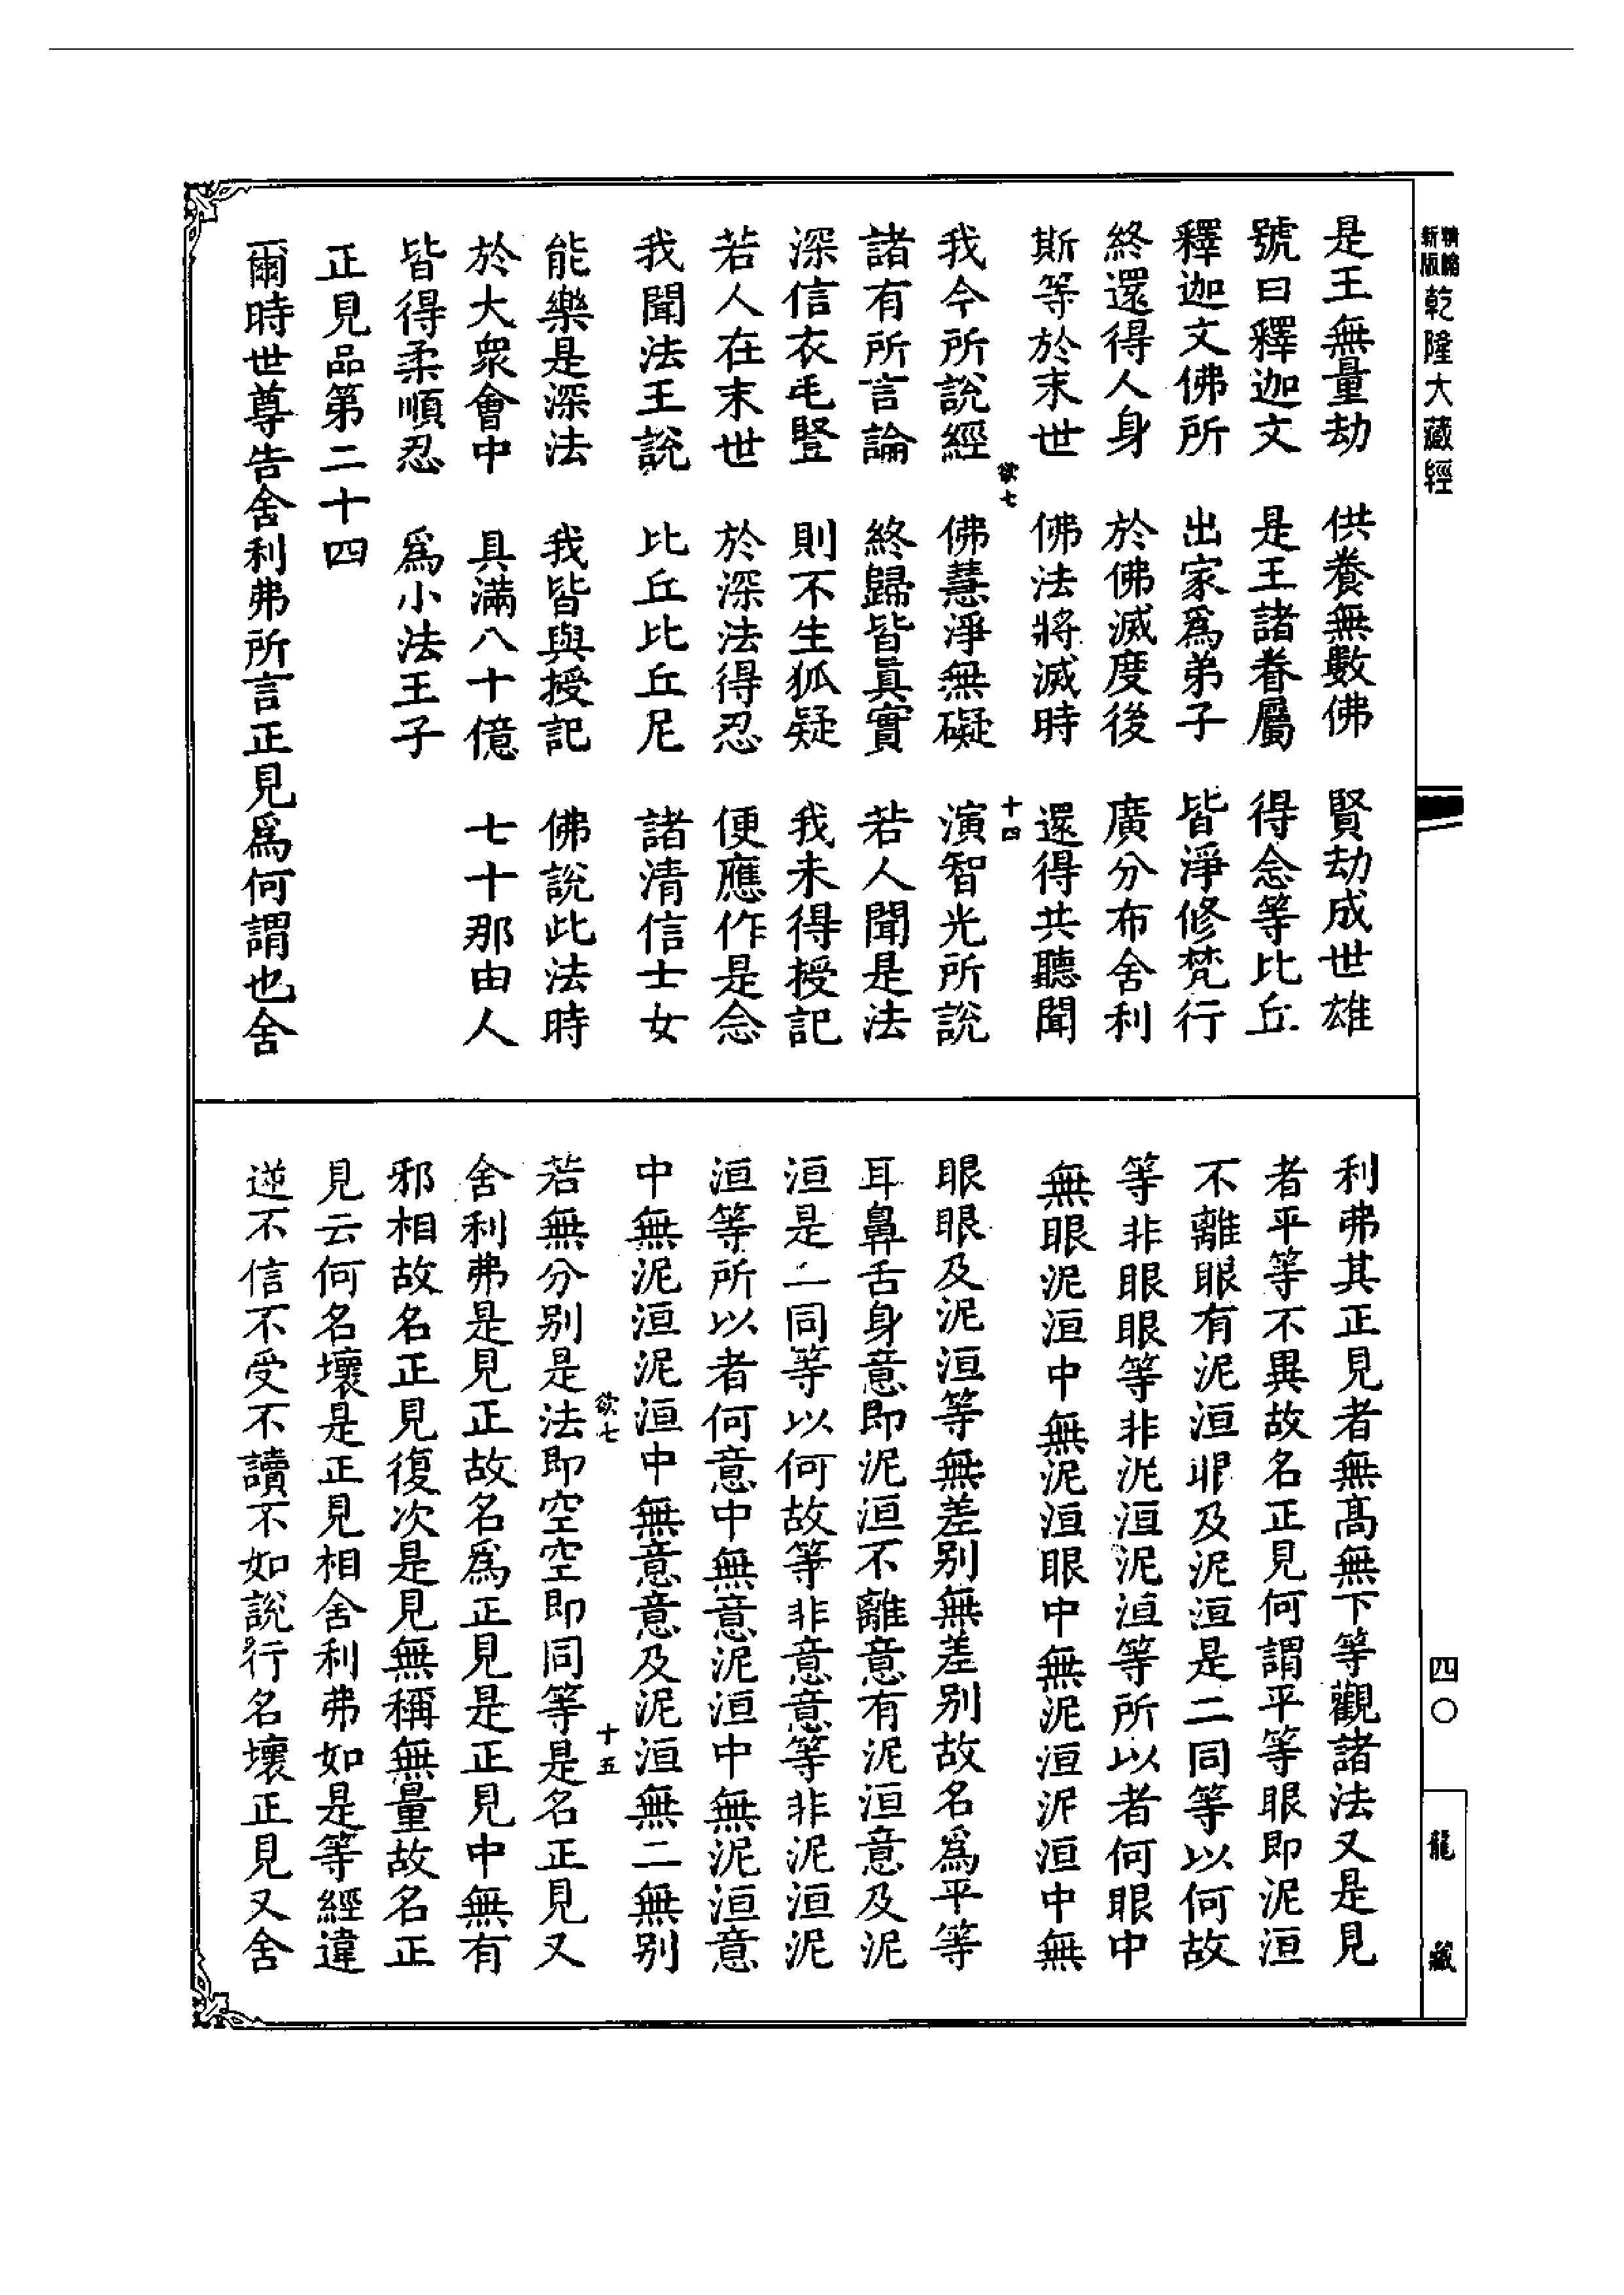 新版
精縮
乾隆大藏經
四〇
龍藏
是王無量劫　供養無數佛　賢劫成世雄
號曰釋迦文　是王諸眷屬　得念等比丘
釋迦文佛所　出家爲弟子　皆淨修梵行
終還得人身　於佛滅度後　廣分布舍利
斯等於末世　佛法將滅時　還得共聽聞
欲七　十四
我今所說經　佛慧淨無礙　演智光所說
諸有所言論　終歸皆真實　若人聞是法
深信衣毛豎　則不生狐疑　我未得授記
若人在末世　於深法得忍　便應作是念
我聞法王說　比丘比丘尼　諸清信士女
能樂是深法　我皆與授記　佛說此法時
於大眾會中　具滿八十億　七十那由人
皆得柔順忍　爲小法王子
正見品第二十四
爾時世尊告舍利弗所言正見爲何謂也舍
利弗其正見者無高無下等觀諸法又是見
者平等不異故名正見何謂平等眼即泥洹
不離眼有泥洹眼及泥洹是二同等以何故
等非眼眼等非泥洹泥洹等所以者何眼中
無眼泥洹中無泥洹眼中無泥洹泥洹中無
眼眼及泥洹等無差别無差别故名爲平等
耳鼻舌身意即泥洹不離意有泥洹意及泥
洹是二同等以何故等非意意等非泥洹泥
洹等所以者何意中無意泥洹中無泥洹意
中無泥洹泥洹中無意意及泥洹無二無别
欲七　十五
若無分别是法即空空即同等是名正見又
舍利弗是見正故名爲正見是正見中無有
邪相故名正見復次是見無稱無量故名正
見云何名壞是正見相舍利弗如是等經違
逆不信不受不讀不如說行名壞正見又舍